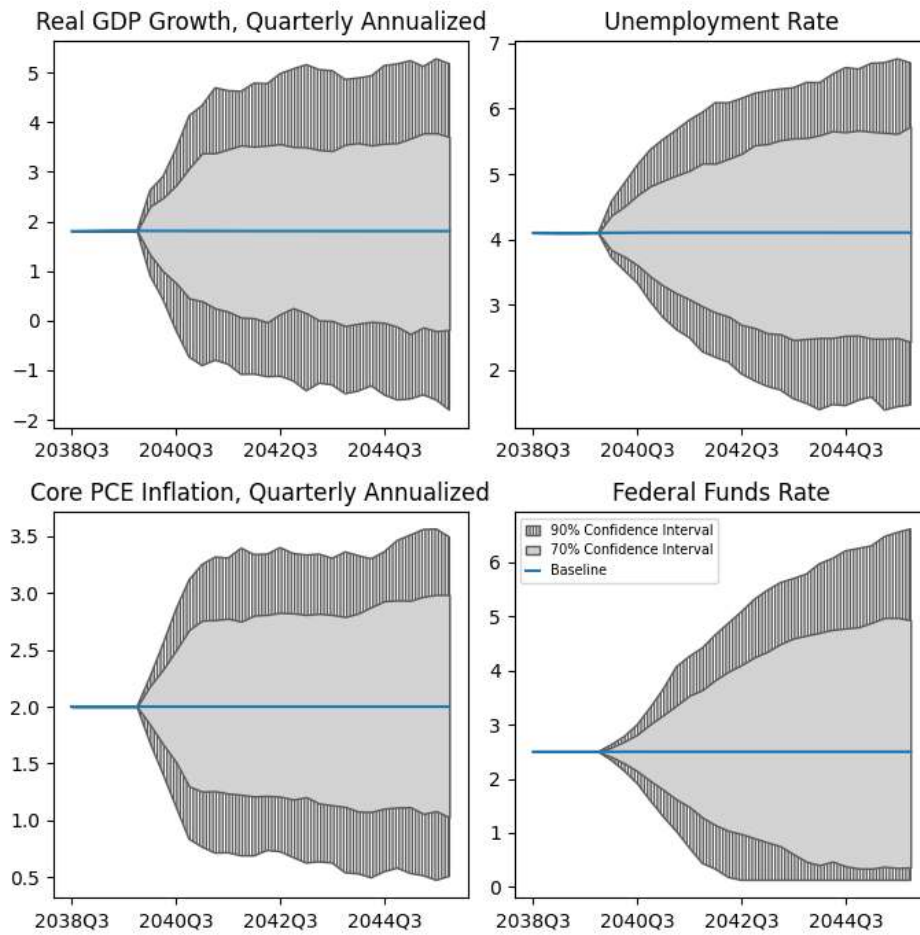 Real GDP Growth, Quarterly Annualized
5
4
3
2
1
0
−1
−2
2038Q3 2040Q3 2042Q3 2044Q3
Unemployment Rate
7
6
5
4
3
2
2038Q3 2040Q3 2042Q3 2044Q3
Core PCE Inflation, Quarterly Annualized
3.5
3.0
2.5
2.0
1.5
1.0
0.5
2038Q3 2040Q3 2042Q3 2044Q3
Federal Funds Rate
90% Confidence Interval
70% Confidence Interval
Baseline
6
5
4
3
2
1
0
2038Q3 2040Q3 2042Q3 2044Q3